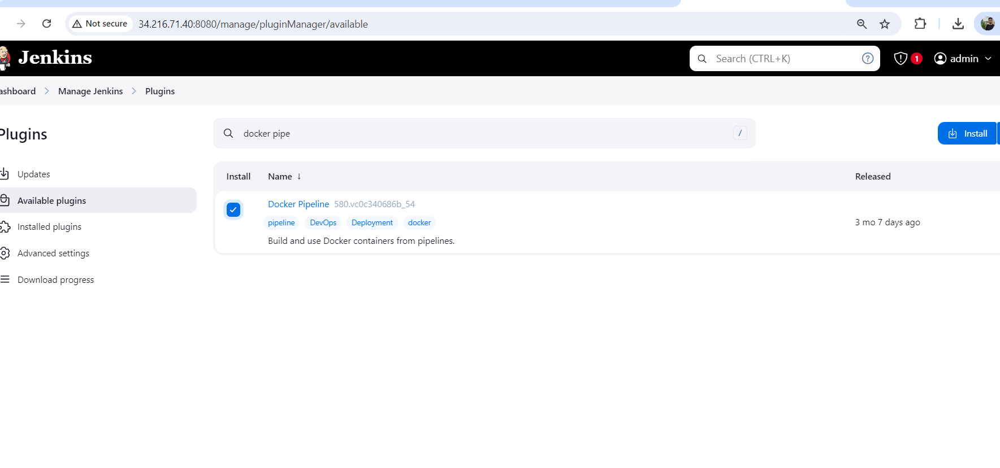 Not secure 34.216.71.40:8080/manage/pluginManager/available
Jenkins
Search (CTRL+K) ? 1 admin
ashboard > Manage Jenkins > Plugins
Plugins
docker pipe /
Install
Updates
Available plugins
Installed plugins
Advanced settings
Download progress
Install Name ↓ Released
Docker Pipeline 580.vc0c340686b_54
pipeline DevOps Deployment docker
Build and use Docker containers from pipelines.
3 mo 7 days ago